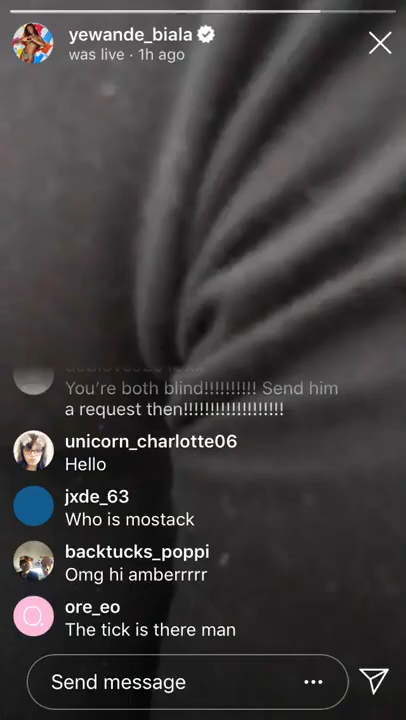 yewande_biala
was live · 1h ago
You're both blind!!!!!!!!!! Send him
a request then!!!!!!!!!!!!!!!!!!!
unicorn_charlotte06
Hello
jxde_63
Who is mostack
backtucks_poppi
Omg hi amberrrrr
ore_eo
The tick is there man
Send message